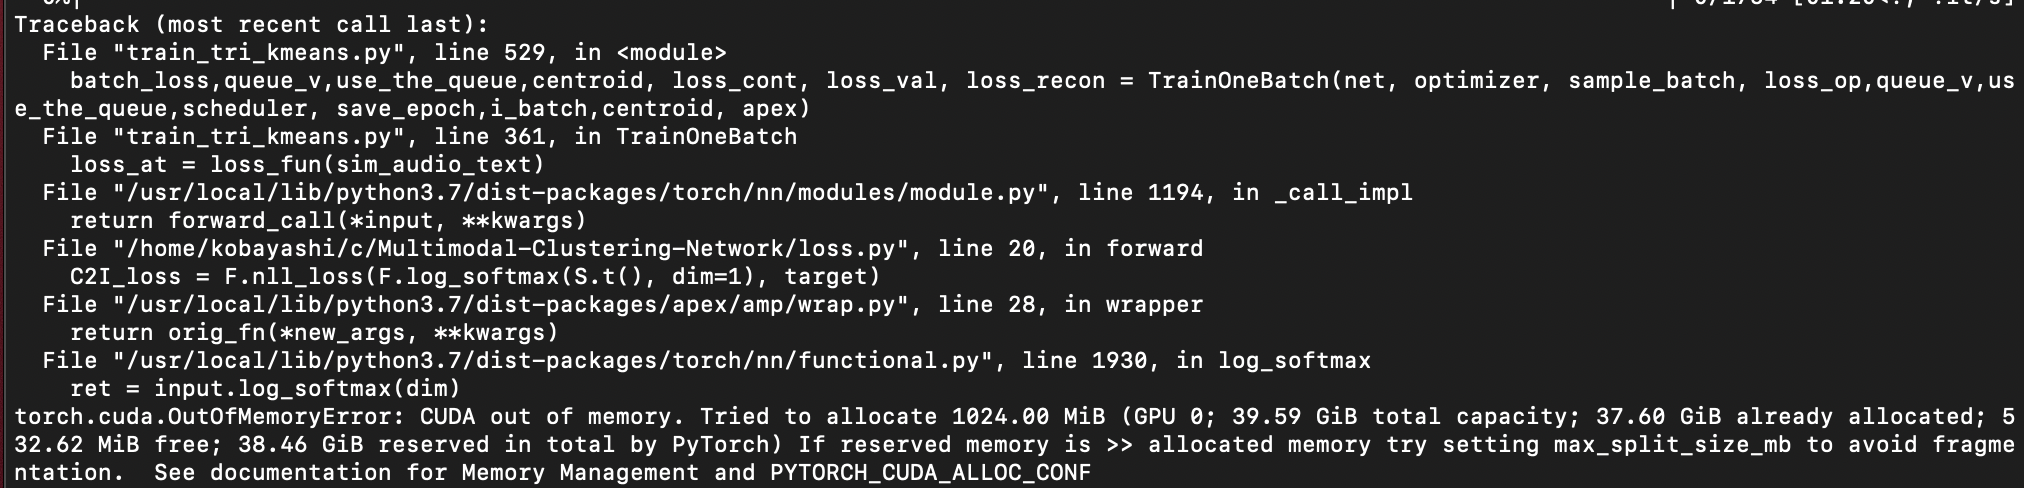 Traceback (most recent call last):
  File "train_tri_kmeans.py", line 529, in <module>
    batch_loss,queue_v,use_the_queue,centroid, loss_cont, loss_val, loss_recon = TrainOneBatch(net, optimizer, sample_batch, loss_op,queue_v,us
e_the_queue,scheduler, save_epoch,i_batch,centroid, apex)
  File "train_tri_kmeans.py", line 361, in TrainOneBatch
    loss_at = loss_fun(sim_audio_text)
  File "/usr/local/lib/python3.7/dist-packages/torch/nn/modules/module.py", line 1194, in _call_impl
    return forward_call(*input, **kwargs)
  File "/home/kobayashi/c/Multimodal-Clustering-Network/loss.py", line 20, in forward
    C2I_loss = F.nll_loss(F.log_softmax(S.t(), dim=1), target)
  File "/usr/local/lib/python3.7/dist-packages/apex/amp/wrap.py", line 28, in wrapper
    return orig_fn(*new_args, **kwargs)
  File "/usr/local/lib/python3.7/dist-packages/torch/nn/functional.py", line 1930, in log_softmax
    ret = input.log_softmax(dim)
torch.cuda.OutOfMemoryError: CUDA out of memory. Tried to allocate 1024.00 MiB (GPU 0; 39.59 GiB total capacity; 37.60 GiB already allocated; 5
32.62 MiB free; 38.46 GiB reserved in total by PyTorch) If reserved memory is >> allocated memory try setting max_split_size_mb to avoid fragme
ntation.  See documentation for Memory Management and PYTORCH_CUDA_ALLOC_CONF